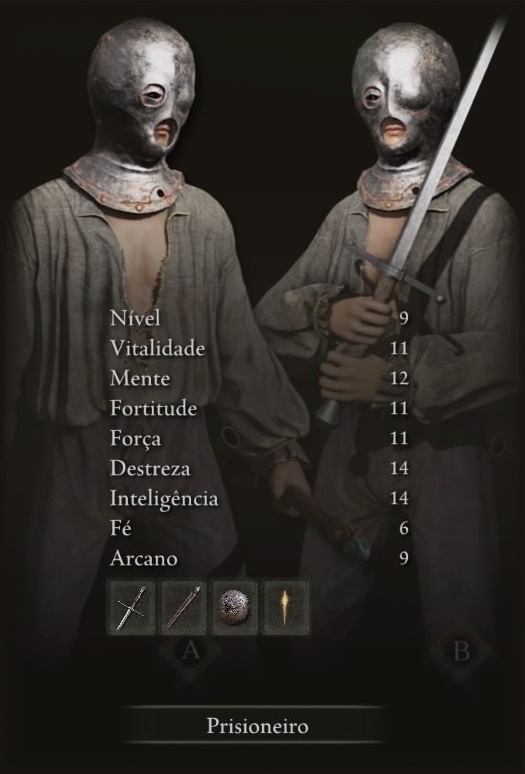 Nível 9
Vitalidade 11
Mente 12
Fortitude 11
Força 11
Destreza 14
Inteligência 14
Fé 6
Arcano 9
A B
Prisioneiro